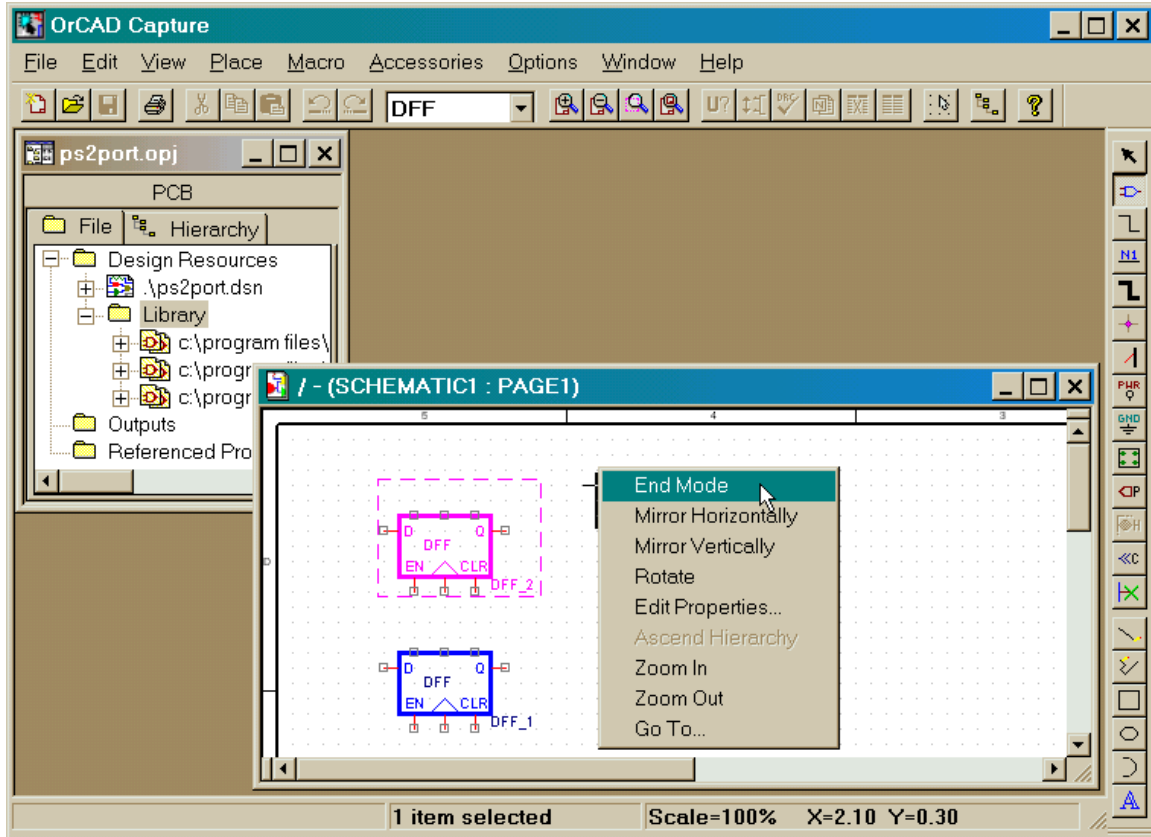 OrCAD Capture
File Edit View Place Macro Accessories Options Window Help
DFF U? DRC
ps2port.opj
PCB
File Hierarchy
Design Resources
.\ps2port.dsn
Library
c:\program files\
c:\progr
c:\progr
Outputs
Referenced Pro
/ - (SCHEMATIC1 : PAGE1)
5 4 3
D
D Q
DFF
EN CLR
DFF_2
D Q
DFF
EN CLR
DFF_1
End Mode
Mirror Horizontally
Mirror Vertically
Rotate
Edit Properties...
Ascend Hierarchy
Zoom In
Zoom Out
Go To...
N1
PWR
GND
P
H
C
A
1 item selected Scale=100% X=2.10 Y=0.30